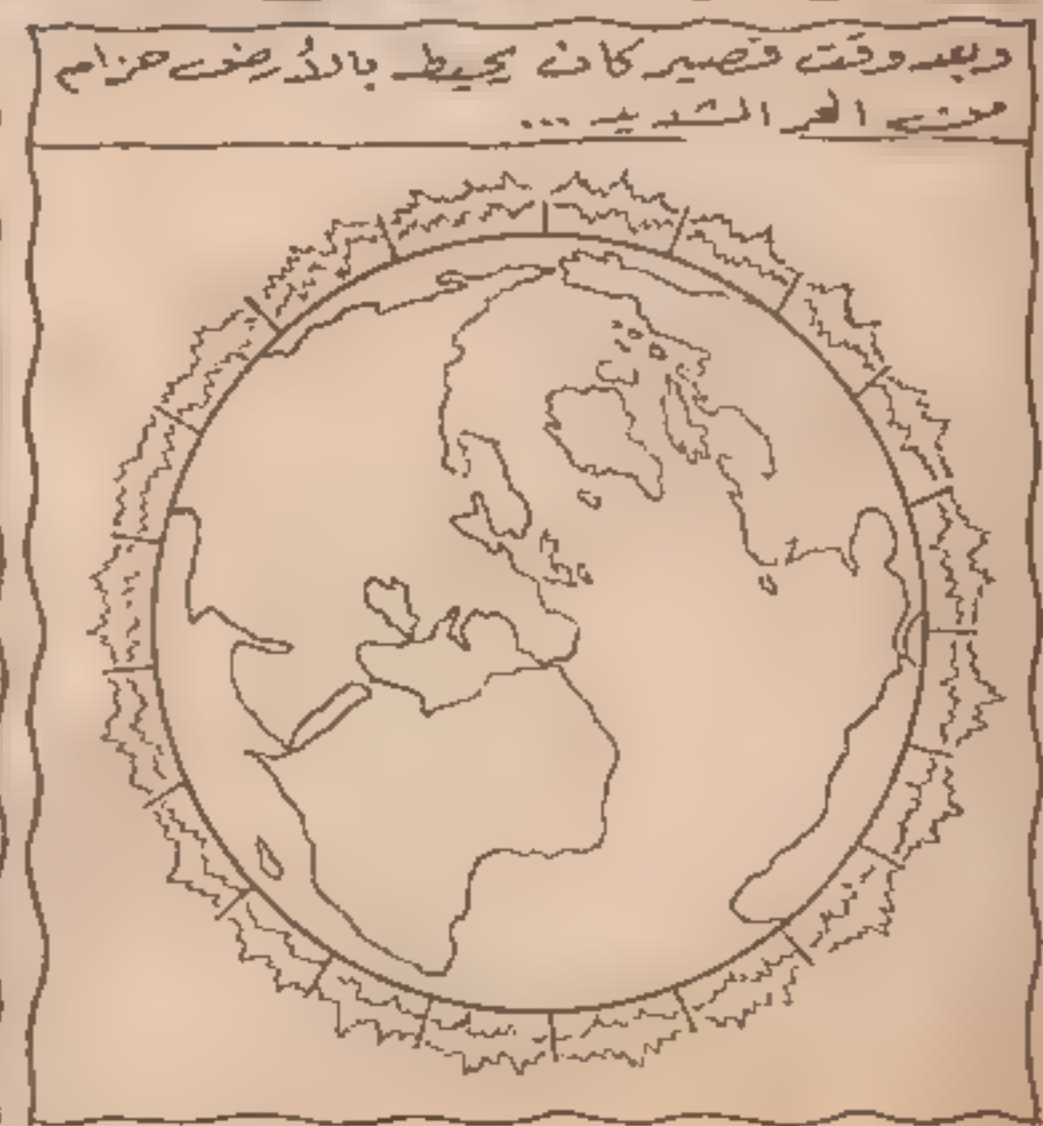 وبعد وقت قصير كان يحيط بالأرض حزام
من الحر الشديد ...